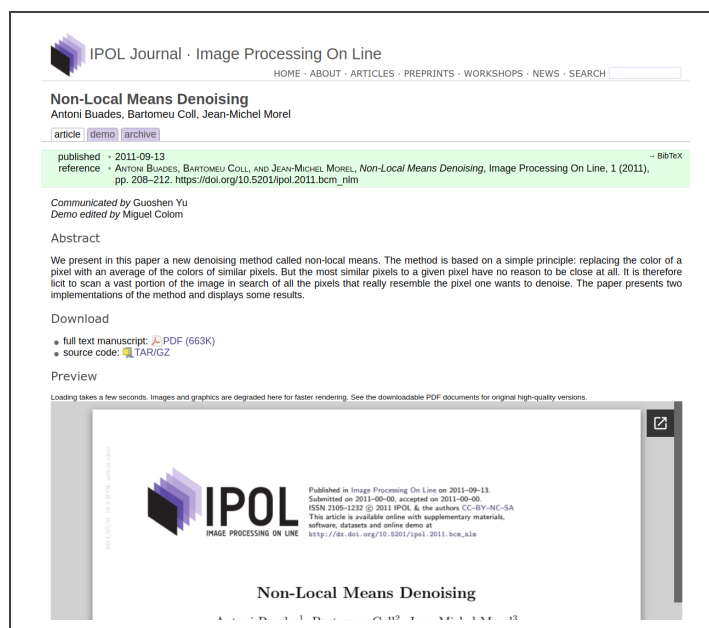 IPOL Journal · Image Processing On Line
HOME · ABOUT · ARTICLES · PREPRINTS · WORKSHOPS · NEWS · SEARCH
Non-Local Means Denoising
Antoni Buades, Bartomeu Coll, Jean-Michel Morel
article demo archive
published • 2011-09-13 → BibTeX
reference • Antoni Buades, Bartomeu Coll, and Jean-Michel Morel, Non-Local Means Denoising, Image Processing On Line, 1 (2011),
pp. 208–212. https://doi.org/10.5201/ipol.2011.bcm_nlm
Communicated by Guoshen Yu
Demo edited by Miguel Colom
Abstract
We present in this paper a new denoising method called non-local means. The method is based on a simple principle: replacing the color of a
pixel with an average of the colors of similar pixels. But the most similar pixels to a given pixel have no reason to be close at all. It is therefore
licit to scan a vast portion of the image in search of all the pixels that really resemble the pixel one wants to denoise. The paper presents two
implementations of the method and displays some results.
Download
• full text manuscript: PDF (663K)
• source code: TAR/GZ
Preview
Loading takes a few seconds. Images and graphics are degraded here for faster rendering. See the downloadable PDF documents for original high-quality versions.
IPOL
IMAGE PROCESSING ON LINE
Published in Image Processing On Line on 2011–09–13.
Submitted on 2011–00–00, accepted on 2011–00–00.
ISSN 2105–1232 © 2011 IPOL & the authors CC–BY–NC–SA
This article is available online with supplementary materials,
software, datasets and online demo at
http://dx.doi.org/10.5201/ipol.2011.bcm_nlm
Non-Local Means Denoising